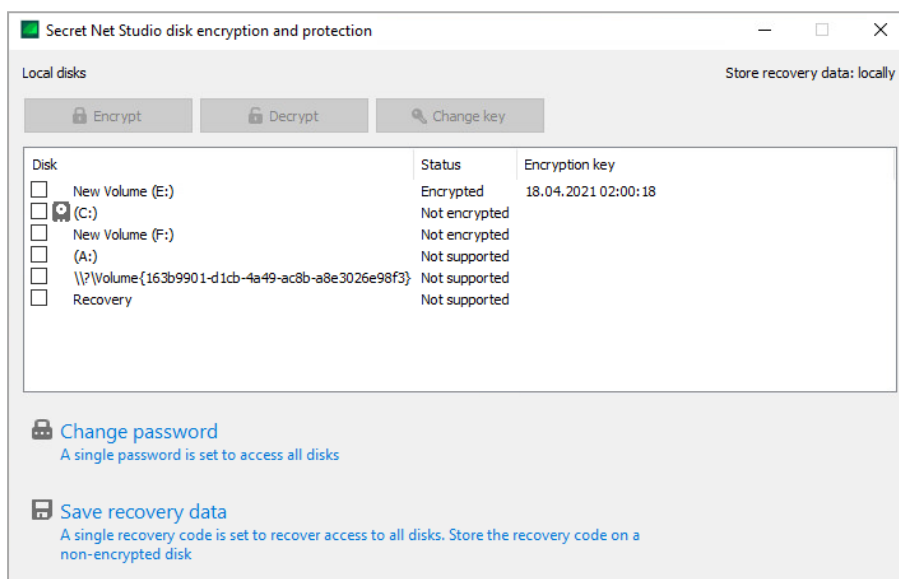 Secret Net Studio disk encryption and protection
Local disks Store recovery data: locally
Encrypt Decrypt Change key
Disk Status Encryption key
New Volume (E:) Encrypted 18.04.2021 02:00:18
(C:) Not encrypted
New Volume (F:) Not encrypted
(A:) Not supported
\\?\Volume{163b9901-d1cb-4a49-ac8b-a8e3026e98f3} Not supported
Recovery Not supported
Change password
A single password is set to access all disks
Save recovery data
A single recovery code is set to recover access to all disks. Store the recovery code on a
non-encrypted disk